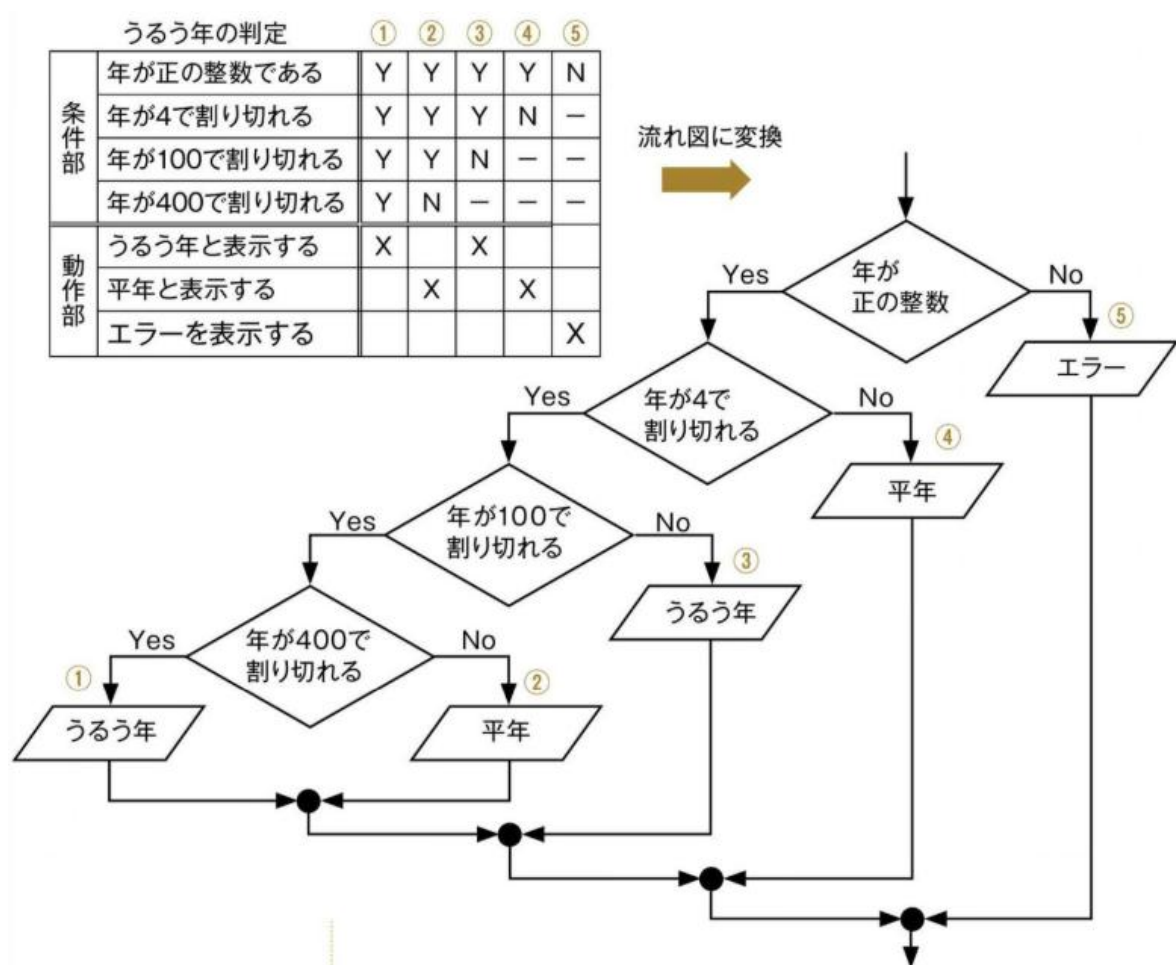 うるう年の判定 ① ② ③ ④ ⑤
条件部
年が正の整数である Y Y Y Y N
年が4で割り切れる Y Y Y N −
年が100で割り切れる Y Y N − −
年が400で割り切れる Y N − − −
動作部
うるう年と表示する X X
平年と表示する X X
エラーを表示する X
流れ図に変換
年が
正の整数
Yes
No
⑤
エラー
年が4で
割り切れる
Yes
No
④
平年
年が100で
割り切れる
Yes
No
③
うるう年
年が400で
割り切れる
Yes
No
①
うるう年
②
平年